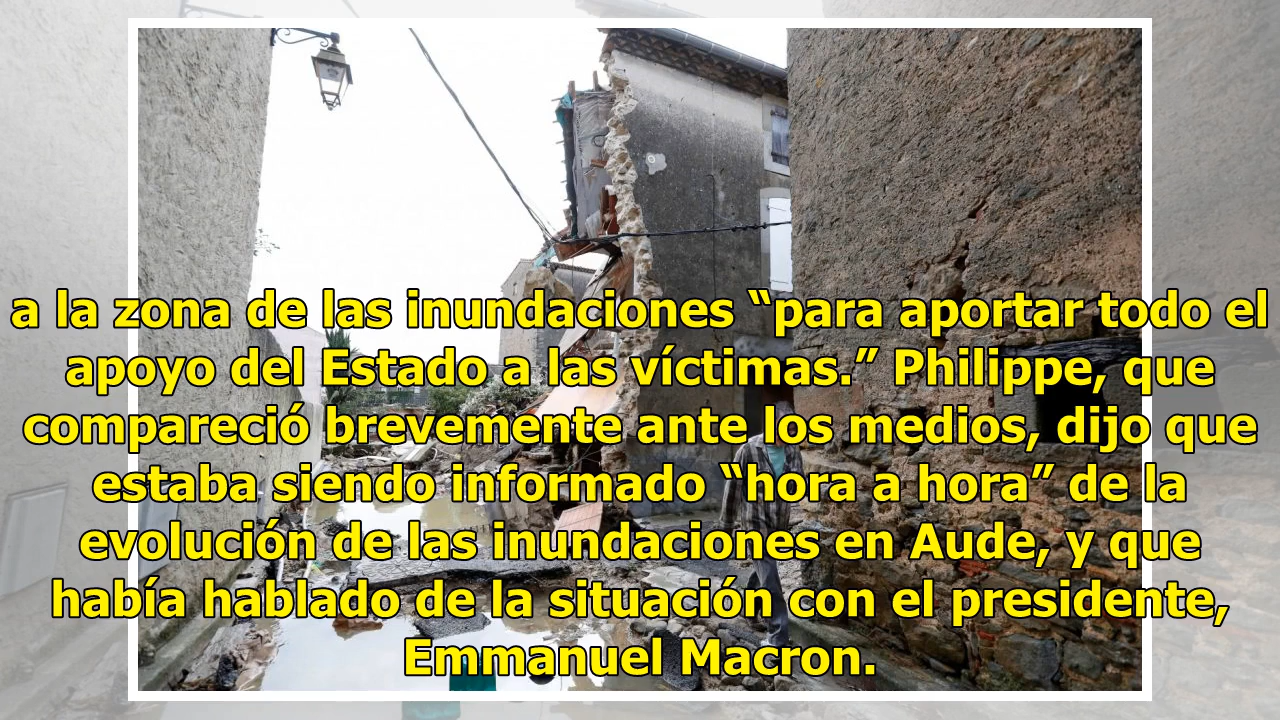 a la zona de las inundaciones “para aportar todo el
apoyo del Estado a las víctimas.” Philippe, que
compareció brevemente ante los medios, dijo que
estaba siendo informado “hora a hora” de la
evolución de las inundaciones en Aude, y que
había hablado de la situación con el presidente,
Emmanuel Macron.